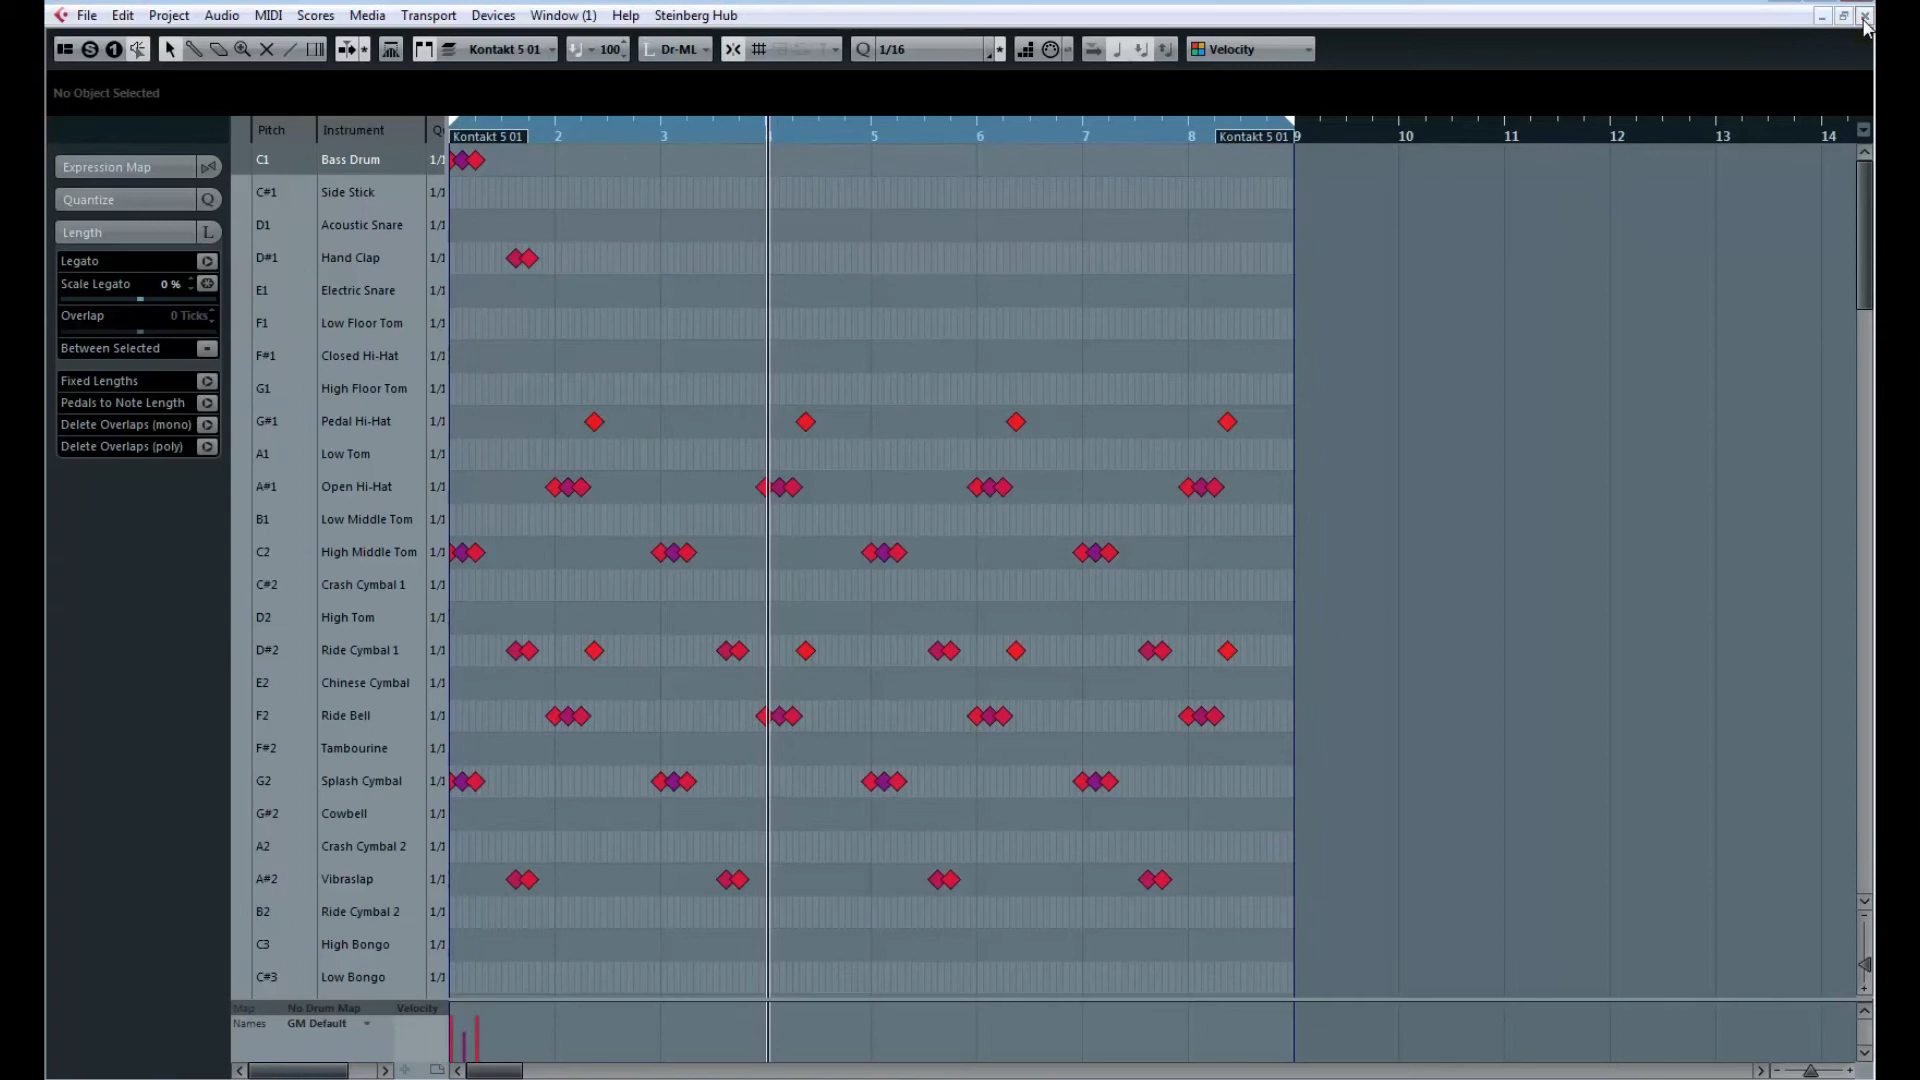 File Edit Project Audio MIDI Scores Media Transport Devices Window (1) Help Steinberg Hub
S 1 Kontakt 5 01 100 L Dr-ML Q 1/16 * Velocity
No Object Selected
Pitch Instrument Q
Kontakt 5 01 2 3 4 5 6 7 8 Kontakt 5 01 9 10 11 12 13 14
C1 Bass Drum 1/1
C#1 Side Stick 1/1
D1 Acoustic Snare 1/1
D#1 Hand Clap 1/1
E1 Electric Snare 1/1
F1 Low Floor Tom 1/1
F#1 Closed Hi-Hat 1/1
G1 High Floor Tom 1/1
G#1 Pedal Hi-Hat 1/1
A1 Low Tom 1/1
A#1 Open Hi-Hat 1/1
B1 Low Middle Tom 1/1
C2 High Middle Tom 1/1
C#2 Crash Cymbal 1 1/1
D2 High Tom 1/1
D#2 Ride Cymbal 1 1/1
E2 Chinese Cymbal 1/1
F2 Ride Bell 1/1
F#2 Tambourine 1/1
G2 Splash Cymbal 1/1
G#2 Cowbell 1/1
A2 Crash Cymbal 2 1/1
A#2 Vibraslap 1/1
B2 Ride Cymbal 2 1/1
C3 High Bongo 1/1
C#3 Low Bongo 1/1
Expression Map
Quantize Q
Length L
Legato
Scale Legato 0 %
Overlap 0 Ticks
Between Selected
Fixed Lengths
Pedals to Note Length
Delete Overlaps (mono)
Delete Overlaps (poly)
Map No Drum Map Velocity
Names GM Default